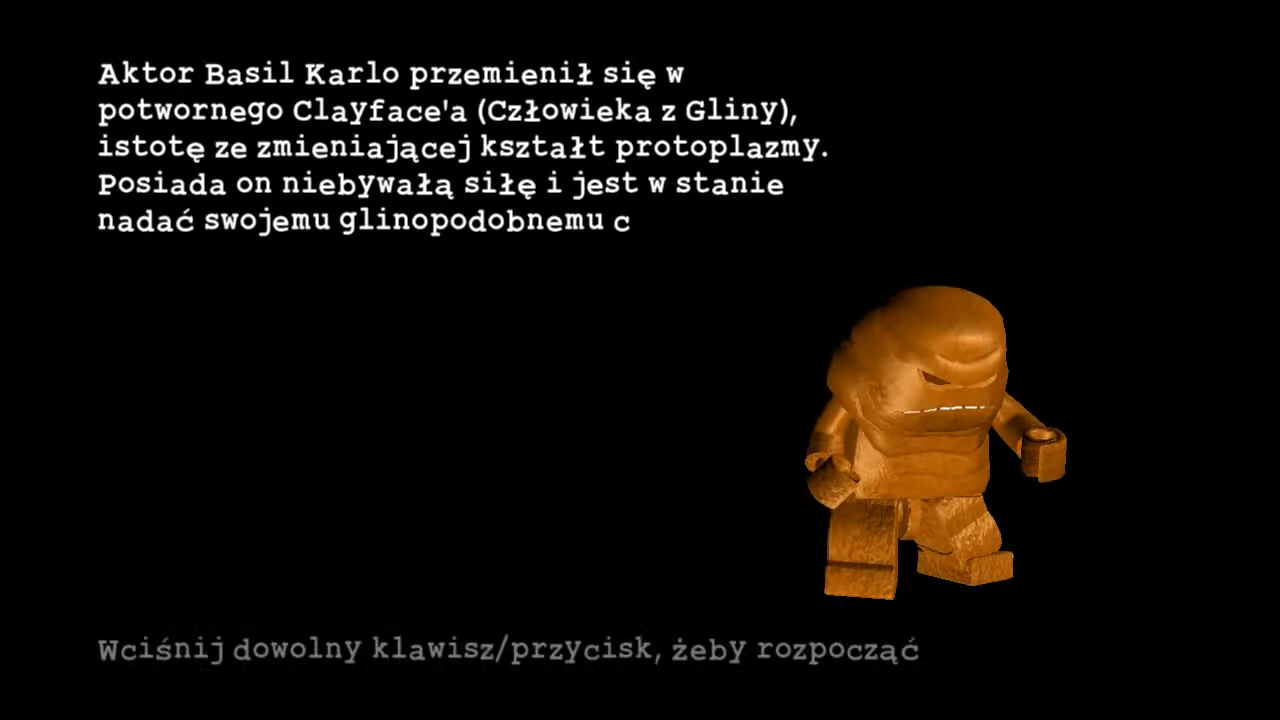 Aktor Basil Karlo przemienił się w
potwornego Clayface'a (Człowieka z Gliny),
istotę ze zmieniającej kształt protoplazmy.
Posiada on niebywałą siłę i jest w stanie
nadać swojemu glinopodobnemu c
Wciśnij dowolny klawisz/przycisk, żeby rozpocząć